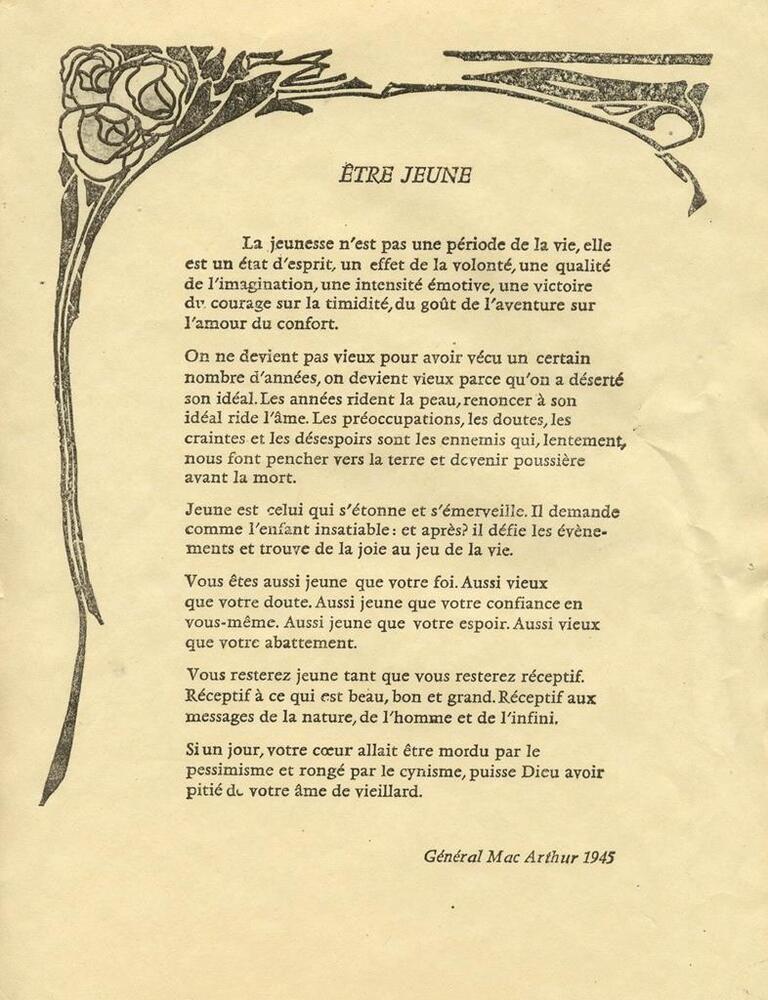 ÊTRE JEUNE
La jeunesse n'est pas une période de la vie, elle
est un état d'esprit, un effet de la volonté, une qualité
de l'imagination, une intensité émotive, une victoire
du courage sur la timidité, du goût de l'aventure sur
l'amour du confort.
On ne devient pas vieux pour avoir vécu un certain
nombre d'années, on devient vieux parce qu'on a déserté
son idéal. Les années rident la peau, renoncer à son
idéal ride l'âme. Les préoccupations, les doutes, les
craintes et les désespoirs sont les ennemis qui, lentement,
nous font pencher vers la terre et devenir poussière
avant la mort.
Jeune est celui qui s'étonne et s'émerveille. Il demande
comme l'enfant insatiable : et après? il défie les évène-
ments et trouve de la joie au jeu de la vie.
Vous êtes aussi jeune que votre foi. Aussi vieux
que votre doute. Aussi jeune que votre confiance en
vous-même. Aussi jeune que votre espoir. Aussi vieux
que votre abattement.
Vous resterez jeune tant que vous resterez réceptif.
Réceptif à ce qui est beau, bon et grand. Réceptif aux
messages de la nature, de l'homme et de l'infini.
Si un jour, votre cœur allait être mordu par le
pessimisme et rongé par le cynisme, puisse Dieu avoir
pitié de votre âme de vieillard.
Général Mac Arthur 1945